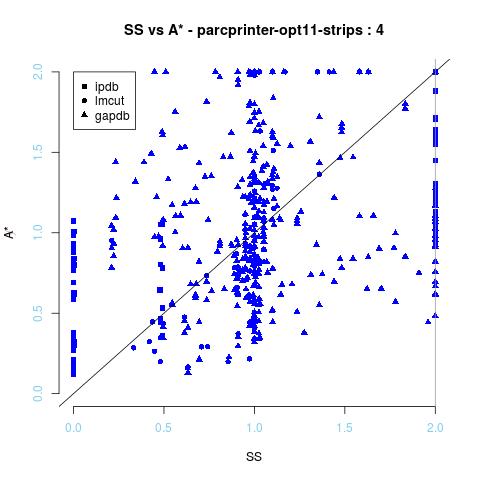 SS vs A* - parcprinter-opt11-strips : 4
2.0
1.5
1.0
0.5
0.0
A*
ipdb
lmcut
gapdb
0.0 0.5 1.0 1.5 2.0
SS